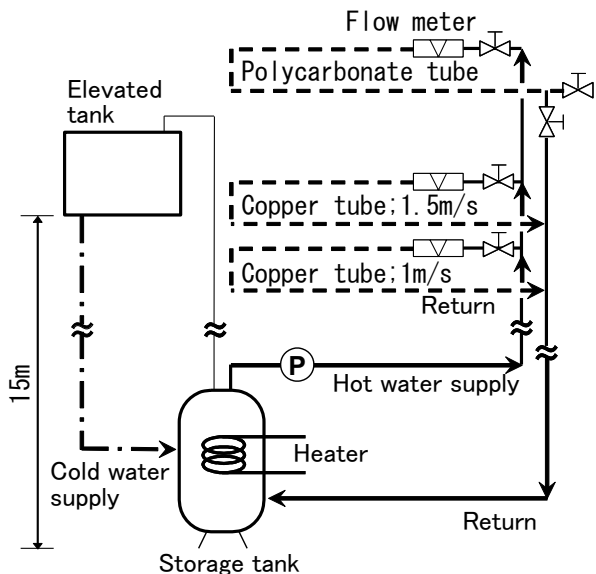 Flow meter
Polycarbonate tube
Elevated
tank
Copper tube;1.5m/s
Copper tube;1m/s
Return
15m
P
Hot water supply
Heater
Cold water
supply
Return
Storage tank